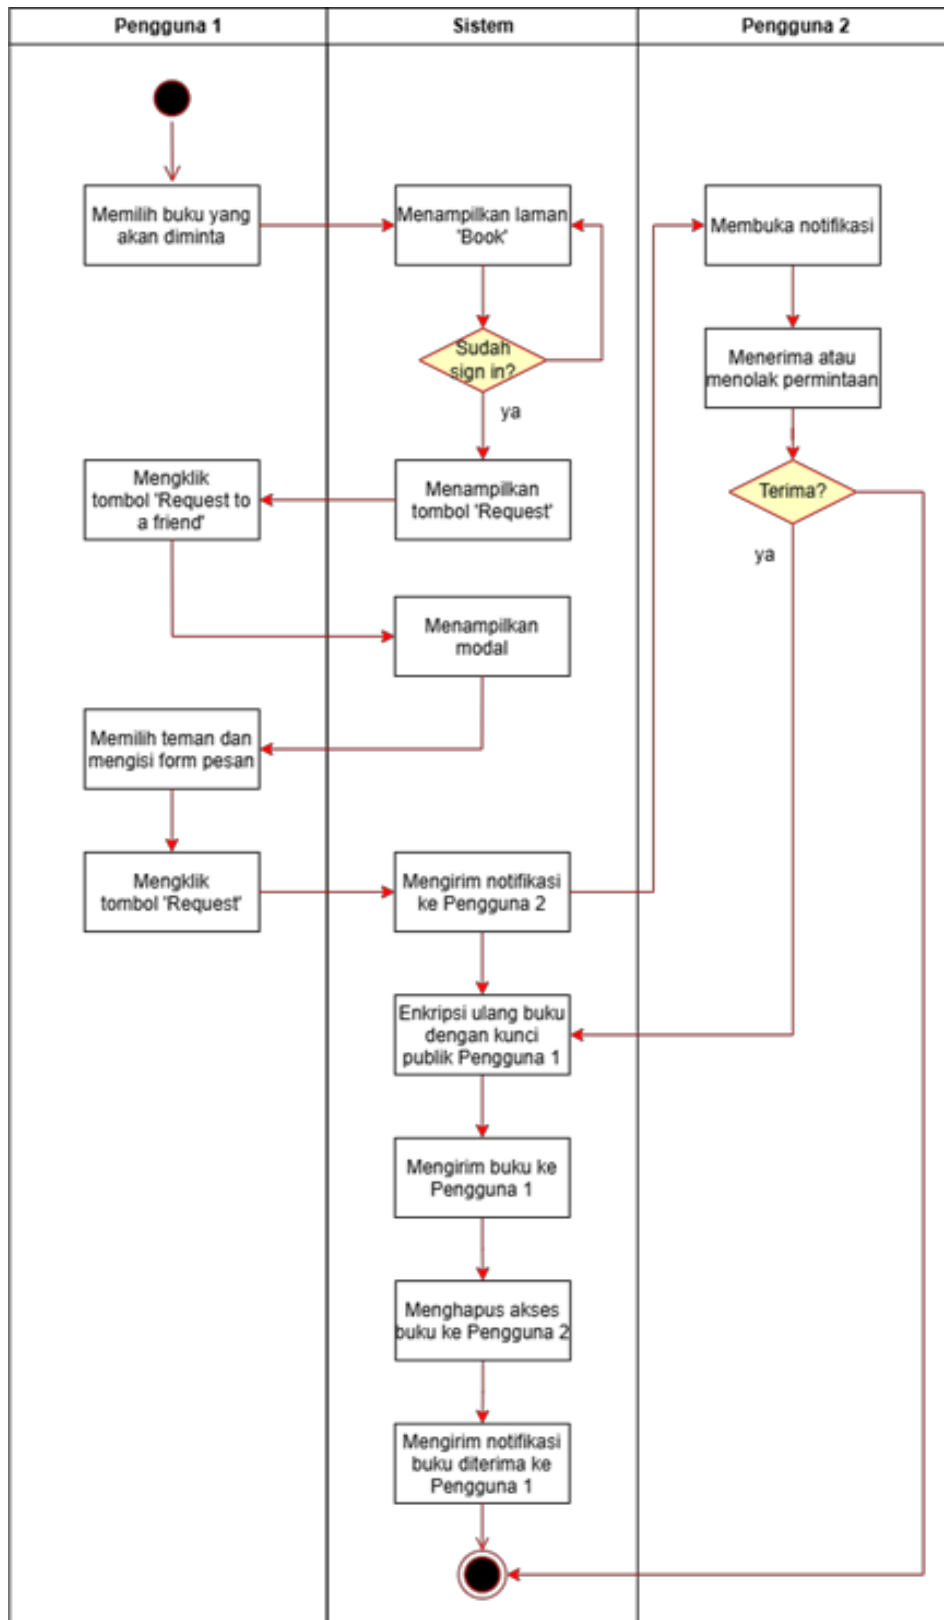 Pengguna 1
Sistem
Pengguna 2
Memilih buku yang
akan diminta
Menampilkan laman
'Book'
Membuka notifikasi
Sudah
sign in?
ya
Menerima atau
menolak permintaan
Mengklik
tombol 'Request to
a friend'
Menampilkan
tombol 'Request'
Terima?
ya
Menampilkan
modal
Memilih teman dan
mengisi form pesan
Mengklik
tombol 'Request'
Mengirim notifikasi
ke Pengguna 2
Enkripsi ulang buku
dengan kunci
publik Pengguna 1
Mengirim buku ke
Pengguna 1
Menghapus akses
buku ke Pengguna 2
Mengirim notifikasi
buku diterima ke
Pengguna 1